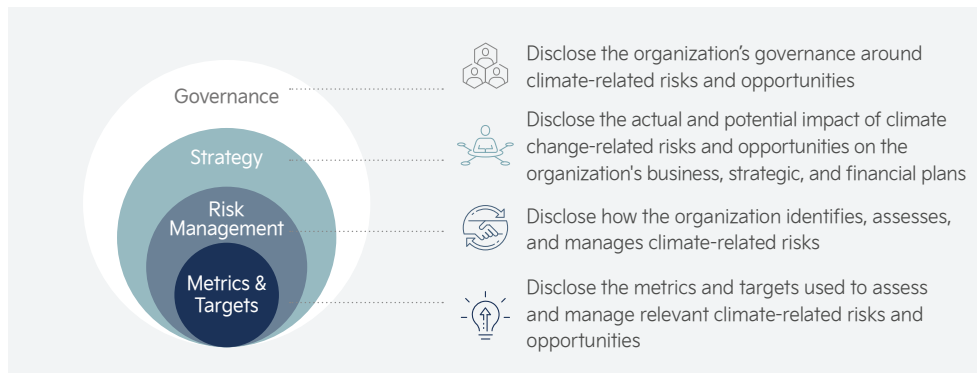 Governance
Disclose the organization’s governance around
climate-related risks and opportunities
Strategy
Disclose the actual and potential impact of climate
change-related risks and opportunities on the
organization's business, strategic, and financial plans
Risk
Management
Disclose how the organization identifies, assesses,
and manages climate-related risks
Metrics &
Targets
Disclose the metrics and targets used to assess
and manage relevant climate-related risks and
opportunities